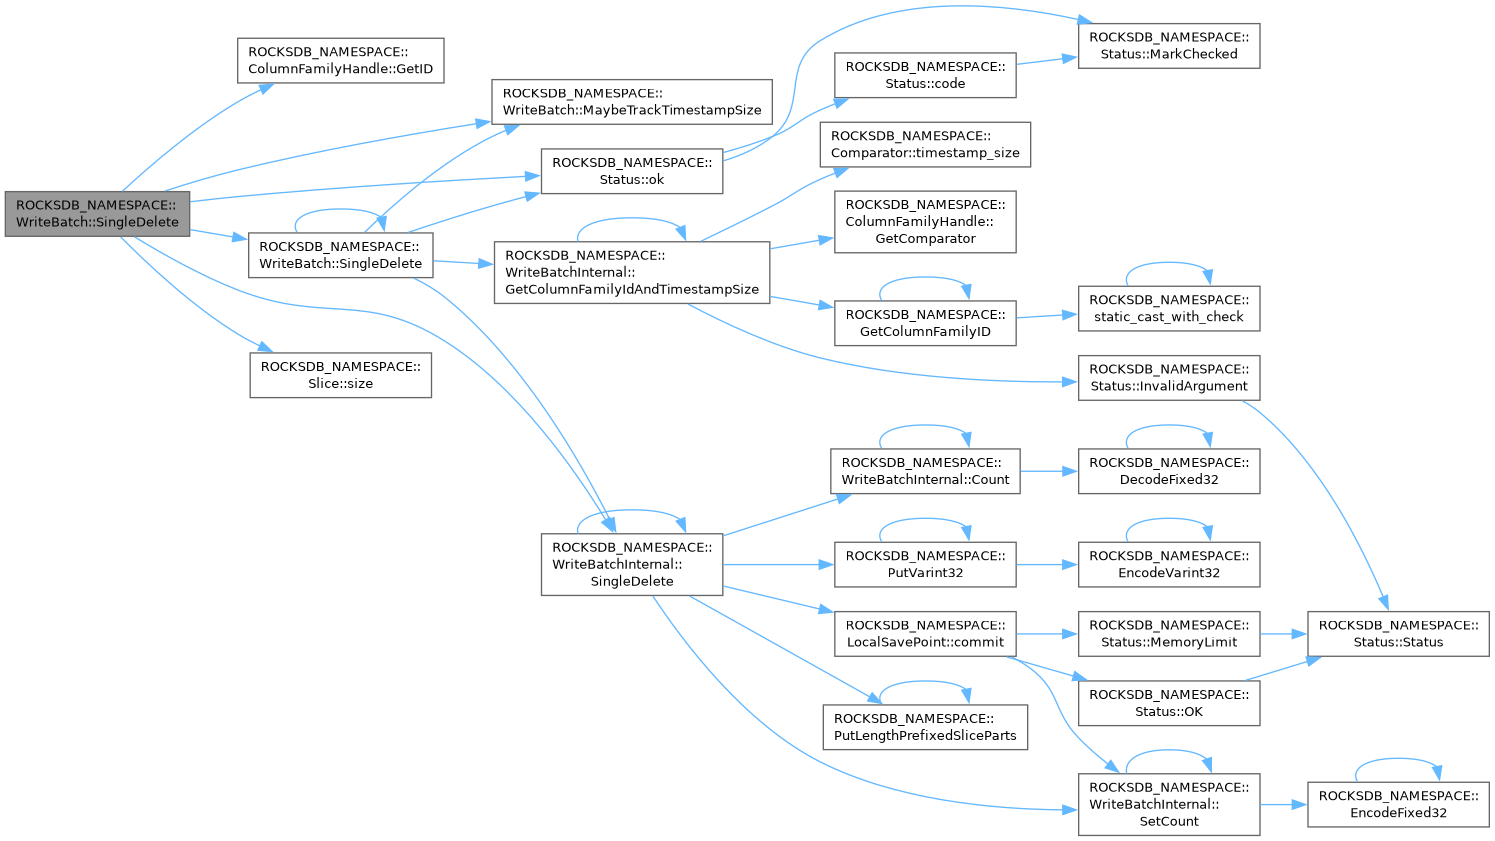 ROCKSDB_NAMESPACE::
WriteBatch::SingleDelete
ROCKSDB_NAMESPACE::
ColumnFamilyHandle::GetID
ROCKSDB_NAMESPACE::
WriteBatch::MaybeTrackTimestampSize
ROCKSDB_NAMESPACE::
Status::ok
ROCKSDB_NAMESPACE::
WriteBatch::SingleDelete
ROCKSDB_NAMESPACE::
Slice::size
ROCKSDB_NAMESPACE::
WriteBatchInternal::
GetColumnFamilyIdAndTimestampSize
ROCKSDB_NAMESPACE::
WriteBatchInternal::
SingleDelete
ROCKSDB_NAMESPACE::
Status::code
ROCKSDB_NAMESPACE::
Status::MarkChecked
ROCKSDB_NAMESPACE::
Comparator::timestamp_size
ROCKSDB_NAMESPACE::
ColumnFamilyHandle::
GetComparator
ROCKSDB_NAMESPACE::
GetColumnFamilyID
ROCKSDB_NAMESPACE::
static_cast_with_check
ROCKSDB_NAMESPACE::
Status::InvalidArgument
ROCKSDB_NAMESPACE::
WriteBatchInternal::Count
ROCKSDB_NAMESPACE::
DecodeFixed32
ROCKSDB_NAMESPACE::
PutVarint32
ROCKSDB_NAMESPACE::
EncodeVarint32
ROCKSDB_NAMESPACE::
LocalSavePoint::commit
ROCKSDB_NAMESPACE::
Status::MemoryLimit
ROCKSDB_NAMESPACE::
Status::Status
ROCKSDB_NAMESPACE::
Status::OK
ROCKSDB_NAMESPACE::
PutLengthPrefixedSliceParts
ROCKSDB_NAMESPACE::
WriteBatchInternal::
SetCount
ROCKSDB_NAMESPACE::
EncodeFixed32